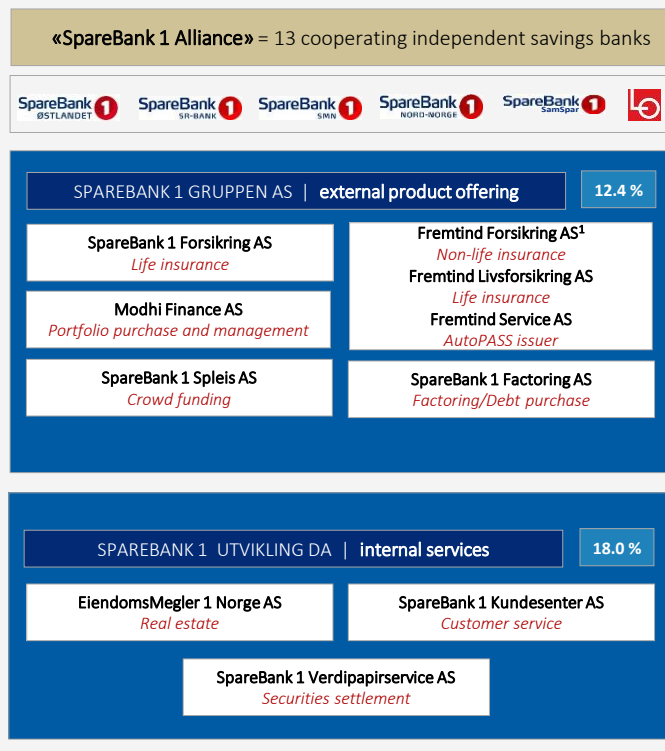 «SpareBank 1 Alliance» = 13 cooperating independent savings banks
SpareBank 1 ØSTLANDET
SpareBank 1 SR-BANK
SpareBank 1 SMN
SpareBank 1 NORD-NORGE
SpareBank 1 SamSpar
LO
SPAREBANK 1 GRUPPEN AS | external product offering
12.4 %
SpareBank 1 Forsikring AS
Life insurance
Fremtind Forsikring AS¹
Non-life insurance
Fremtind Livsforsikring AS
Life insurance
Fremtind Service AS
AutoPASS issuer
Modhi Finance AS
Portfolio purchase and management
SpareBank 1 Spleis AS
Crowd funding
SpareBank 1 Factoring AS
Factoring/Debt purchase
SPAREBANK 1 UTVIKLING DA | internal services
18.0 %
EiendomsMegler 1 Norge AS
Real estate
SpareBank 1 Kundesenter AS
Customer service
SpareBank 1 Verdipapirservice AS
Securities settlement